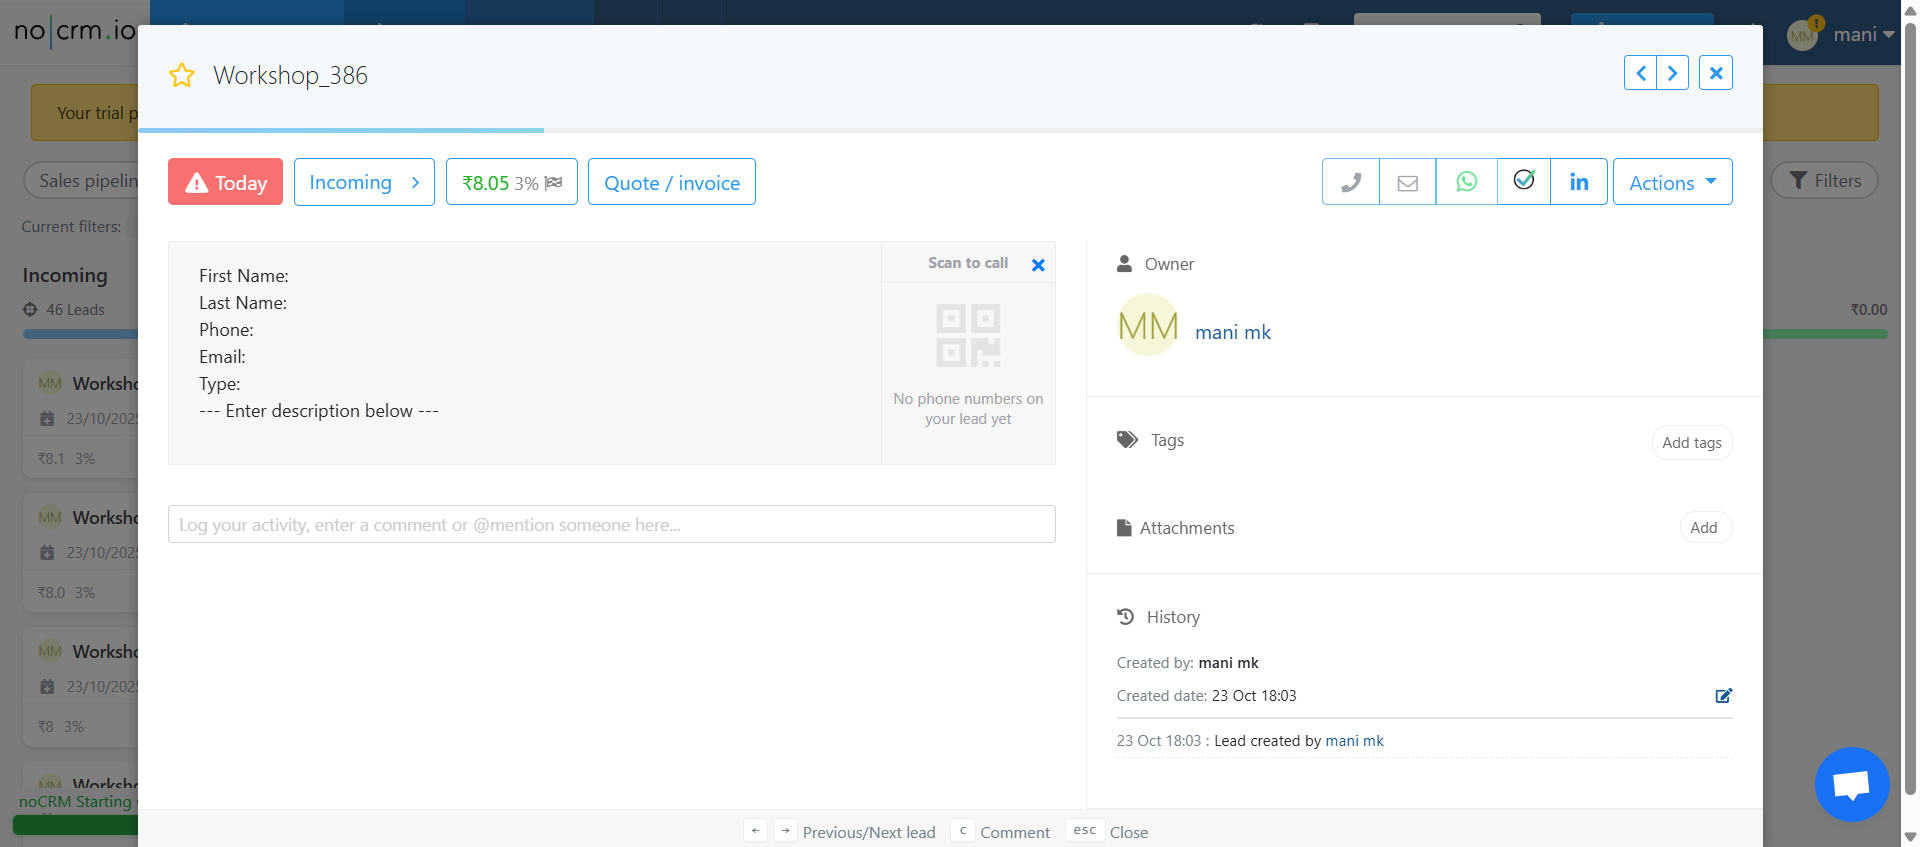 no|crm.io
mani
Workshop_386
Your trial p
Sales pipelin
Filters
Current filters:
Today
Incoming
₹8.05 3%
Quote / invoice
Actions
Incoming
46 Leads
₹0.00
First Name:
Last Name:
Phone:
Email:
Type:
--- Enter description below ---
Scan to call
No phone numbers on
your lead yet
Log your activity, enter a comment or @mention someone here...
Owner
MM
mani mk
Tags
Add tags
Attachments
Add
History
Created by: mani mk
Created date: 23 Oct 18:03
23 Oct 18:03 : Lead created by mani mk
MM Worksho
23/10/2025
₹8.1 3%
MM Worksho
23/10/2025
₹8.0 3%
MM Worksho
23/10/2025
₹8 3%
MM Worksho
noCRM Starting
← → Previous/Next lead c Comment esc Close